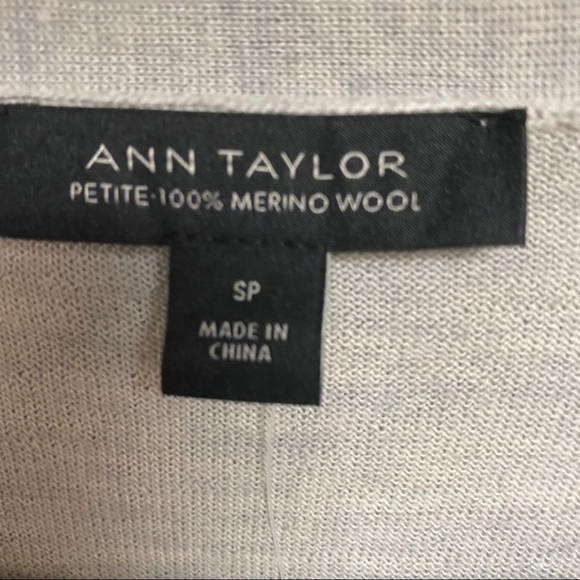 ANN TAYLOR
PETITE·100% MERINO WOOL
SP
MADE IN
CHINA